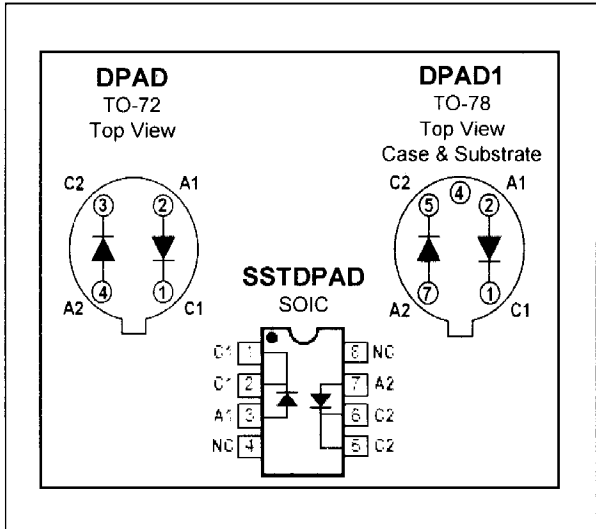 DPAD
TO-72
Top View
C2 A1
3 2
4 1
A2 C1
DPAD1
TO-78
Top View
Case & Substrate
C2 4 A1
5 2
7 1
A2 C1
SSTDPAD
SOIC
C1 1 8 NC
C1 2 7 A2
A1 3 6 C2
NC 4 5 C2